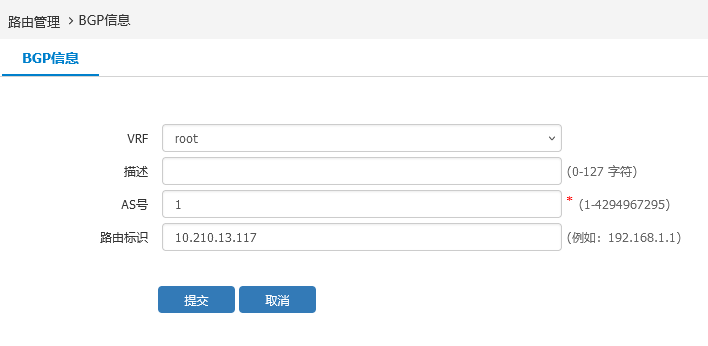 路由管理 > BGP信息
BGP信息
VRF root
描述 (0-127 字符)
AS号 1 * (1-4294967295)
路由标识 10.210.13.117 (例如：192.168.1.1)
提交 取消